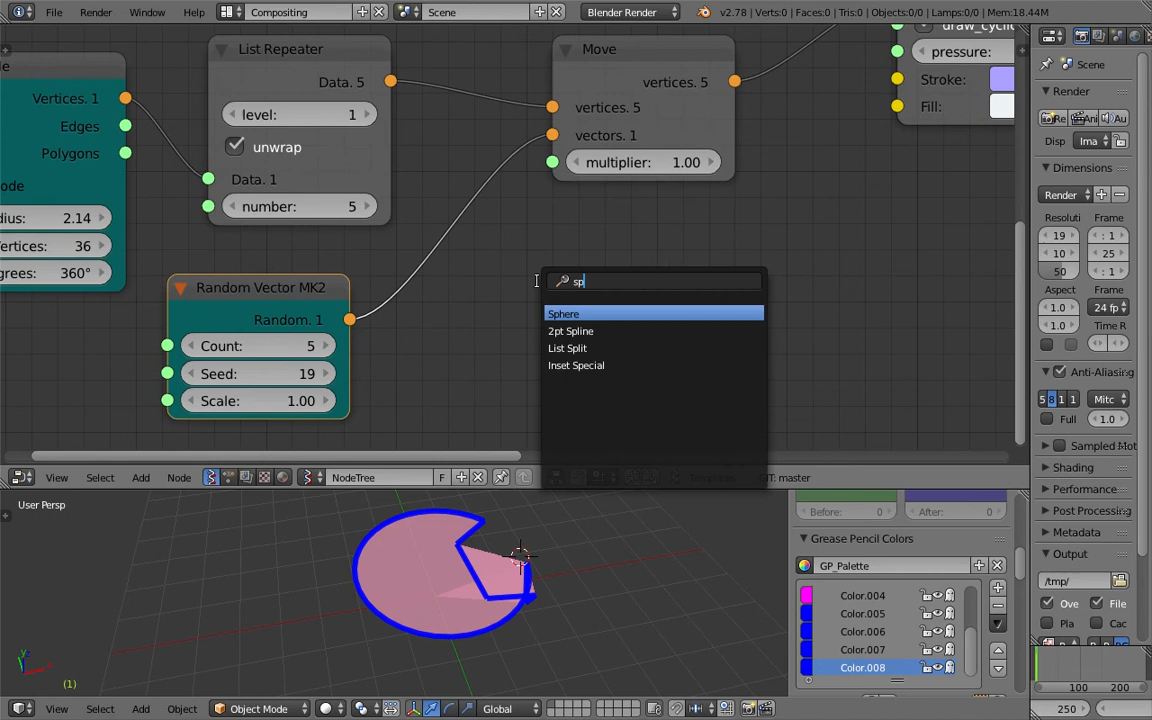 File Render Window Help Compositing Scene Blender Render v2.78 | Verts:0 | Faces:0 | Tris:0 | Objects:0/0 | Lamps:0/0 | Mem:18.44M
List Repeater
Data. 5
level: 1
unwrap
Data. 1
number: 5
Vertices. 1
Edges
Polygons
2.14
36
360°
Move
vertices. 5
vertices. 5
vectors. 1
multiplier: 1.00
pressure:
Stroke:
Fill:
Random Vector MK2
Random. 1
Count: 5
Seed: 19
Scale: 1.00
sp
Sphere
2pt Spline
List Split
Inset Special
View Select Add Node NodeTree F GIT: master
User Persp
(1)
Before: 0
After: 0
Grease Pencil Colors
GP_Palette
Color.004
Color.005
Color.006
Color.007
Color.008
View Select Add Object Object Mode Global
Scene
Render
Re Ani Au
Disp Ima
Dimensions
Render
Resoluti Frame
19 : 1
10 25
50 : 1
Aspect Frame
1.0 24 fp
1.0 Time R
Anti-Aliasing
5 8 1 1 Mitc
Full 1.0
Sampled Mot
Shading
Performance
Post Processing
Metadata
Output
/tmp/
Ove File
Pla Cac
100 200
250